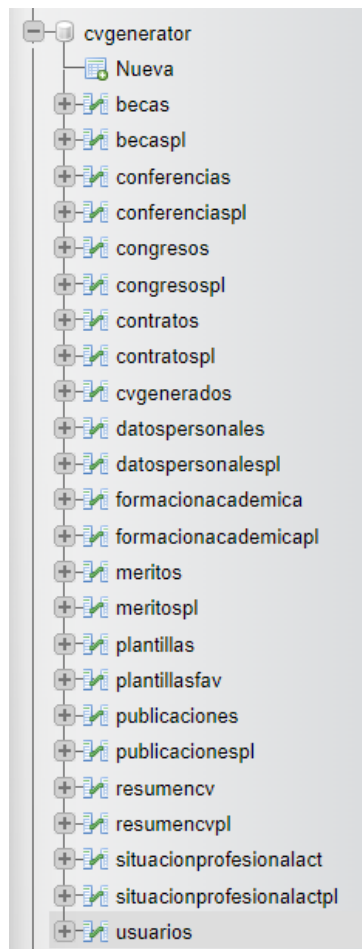 cvgenerator
Nueva
becas
becaspl
conferencias
conferenciaspl
congresos
congresospl
contratos
contratospl
cvgenerados
datospersonales
datospersonalespl
formacionacademica
formacionacademicapl
meritos
meritospl
plantillas
plantillasfav
publicaciones
publicacionespl
resumencv
resumencvpl
situacionprofesionalact
situacionprofesionalactpl
usuarios